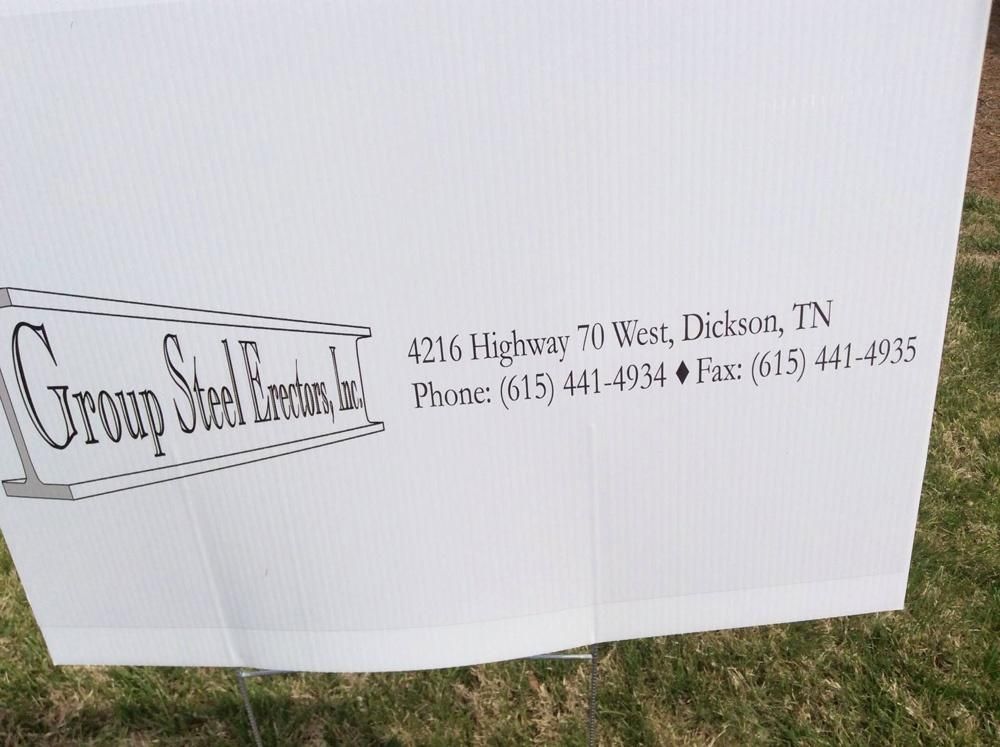 Group Steel Erectors, Inc.
4216 Highway 70 West, Dickson, TN
Phone: (615) 441-4934 ♦ Fax: (615) 441-4935